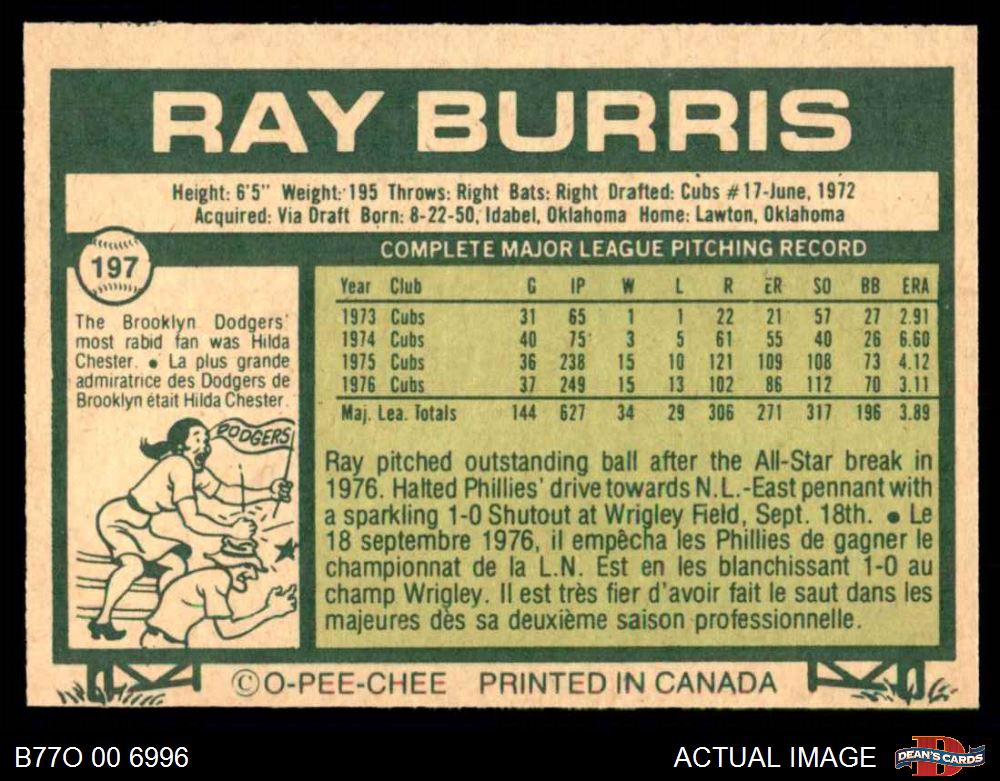 RAY BURRIS
Height: 6'5" Weight: 195 Throws: Right Bats: Right Drafted: Cubs #17-June, 1972
Acquired: Via Draft Born: 8-22-50, Idabel, Oklahoma Home: Lawton, Oklahoma
197
The Brooklyn Dodgers'
most rabid fan was Hilda
Chester. • La plus grande
admiratrice des Dodgers de
Brooklyn était Hilda Chester.
DODGERS
COMPLETE MAJOR LEAGUE PITCHING RECORD
Year Club G IP W L R ER SO BB ERA
1973 Cubs 31 65 1 1 22 21 57 27 2.91
1974 Cubs 40 75 3 5 61 55 40 26 6.60
1975 Cubs 36 238 15 10 121 109 108 73 4.12
1976 Cubs 37 249 15 13 102 86 112 70 3.11
Maj. Lea. Totals 144 627 34 29 306 271 317 196 3.89
Ray pitched outstanding ball after the All-Star break in
1976. Halted Phillies' drive towards N.L.-East pennant with
a sparkling 1-0 Shutout at Wrigley Field, Sept. 18th. • Le
18 septembre 1976, il empêcha les Phillies de gagner le
championnat de la L.N. Est en les blanchissant 1-0 au
champ Wrigley. Il est très fier d'avoir fait le saut dans les
majeures dès sa deuxième saison professionnelle.
© O-PEE-CHEE PRINTED IN CANADA
B77O 00 6996
ACTUAL IMAGE
D
DEAN'S CARDS